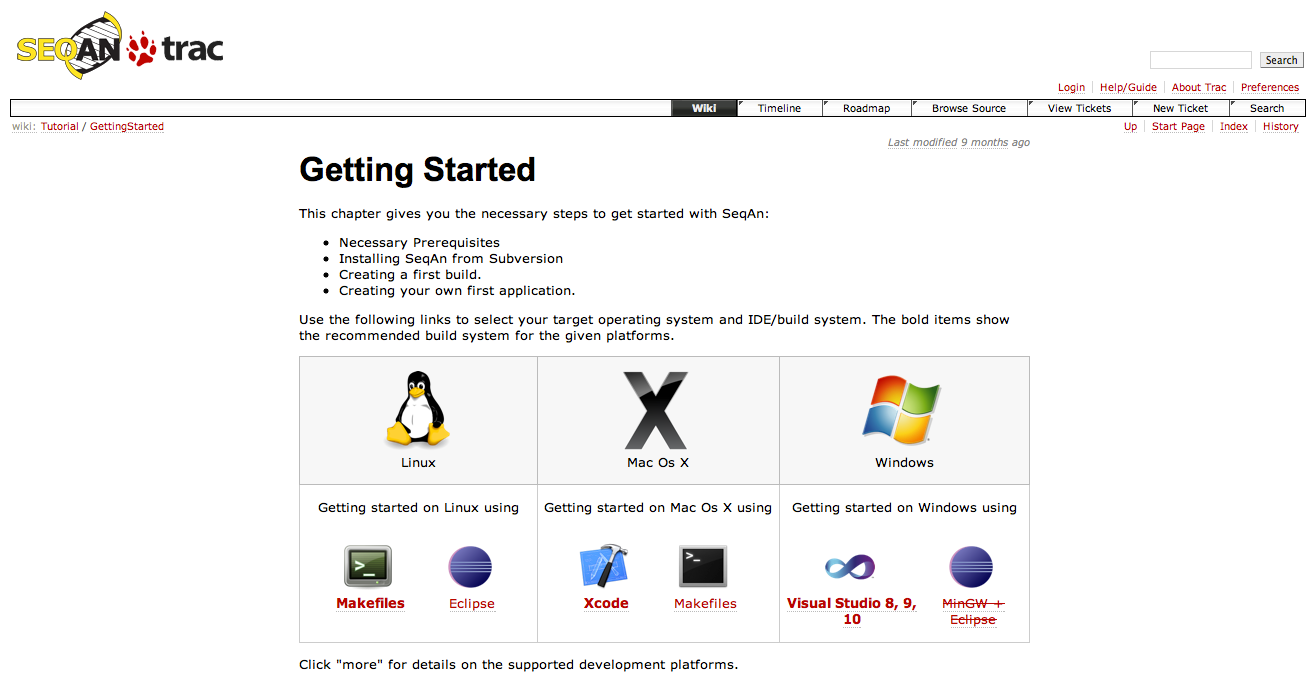 SEQAN trac
Search
Login Help/Guide About Trac Preferences
Wiki Timeline Roadmap Browse Source View Tickets New Ticket Search
wiki: Tutorial / GettingStarted
Up Start Page Index History
Last modified 9 months ago
Getting Started
This chapter gives you the necessary steps to get started with SeqAn:
• Necessary Prerequisites
• Installing SeqAn from Subversion
• Creating a first build.
• Creating your own first application.
Use the following links to select your target operating system and IDE/build system. The bold items show
the recommended build system for the given platforms.
Linux Mac Os X Windows
Getting started on Linux using
Getting started on Mac Os X using
Getting started on Windows using
>_
>_
Makefiles Eclipse
Xcode Makefiles
Visual Studio 8, 9,
10
MinGW +
Eclipse
Click "more" for details on the supported development platforms.